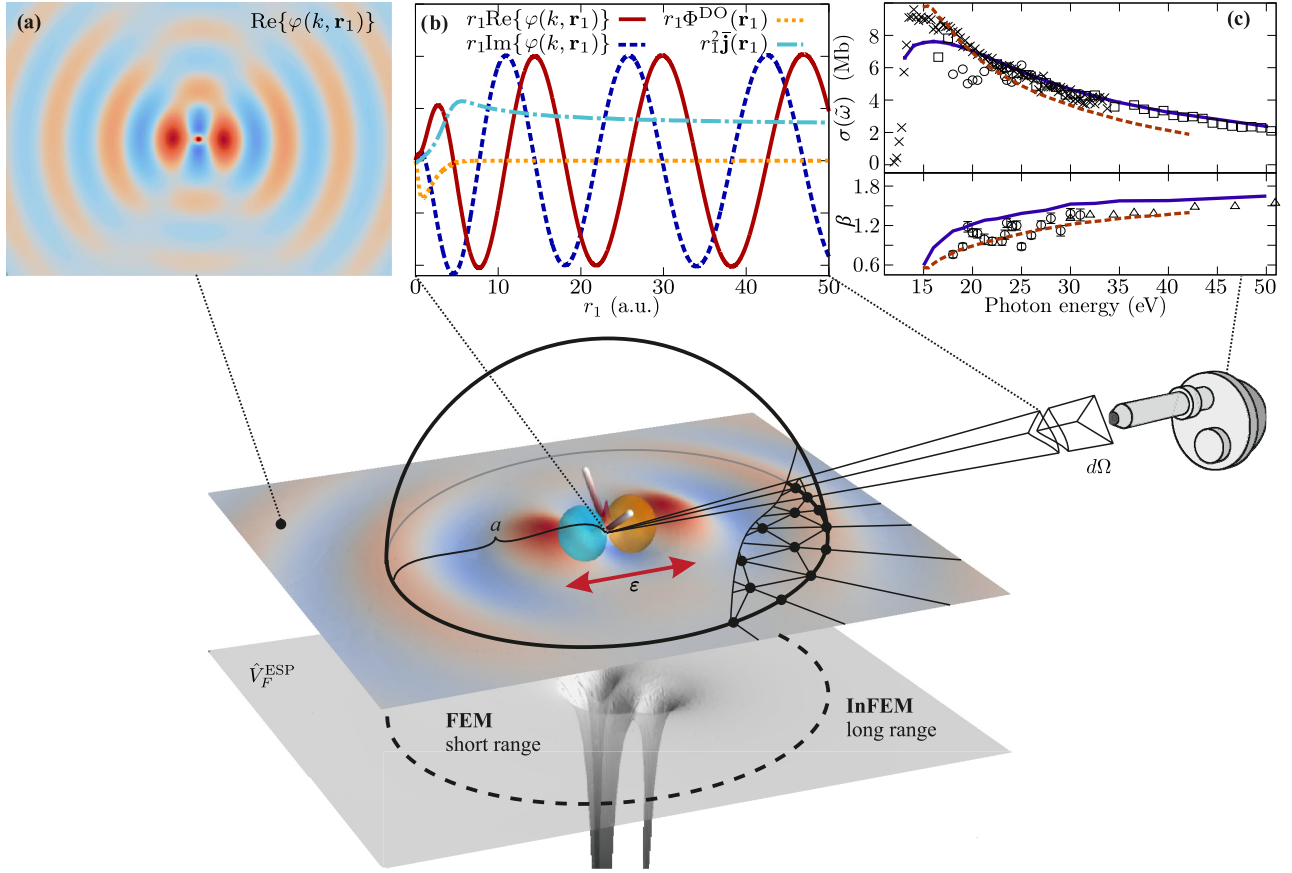 (a)
Re{φ(k, r₁)}
(b)
r₁Re{φ(k, r₁)}
r₁Im{φ(k, r₁)}
r₁Φᴰᴼ(r₁)
r₁²j̄(r₁)
0 10 20 30 40 50
r₁ (a.u.)
(c)
σ(ω̃) (Mb)
8
6
4
2
0
β
1.8
1.2
0.6
15 20 25 30 35 40 45 50
Photon energy (eV)
dΩ
a
ε
V̂_F^ESP
FEM
short range
InFEM
long range